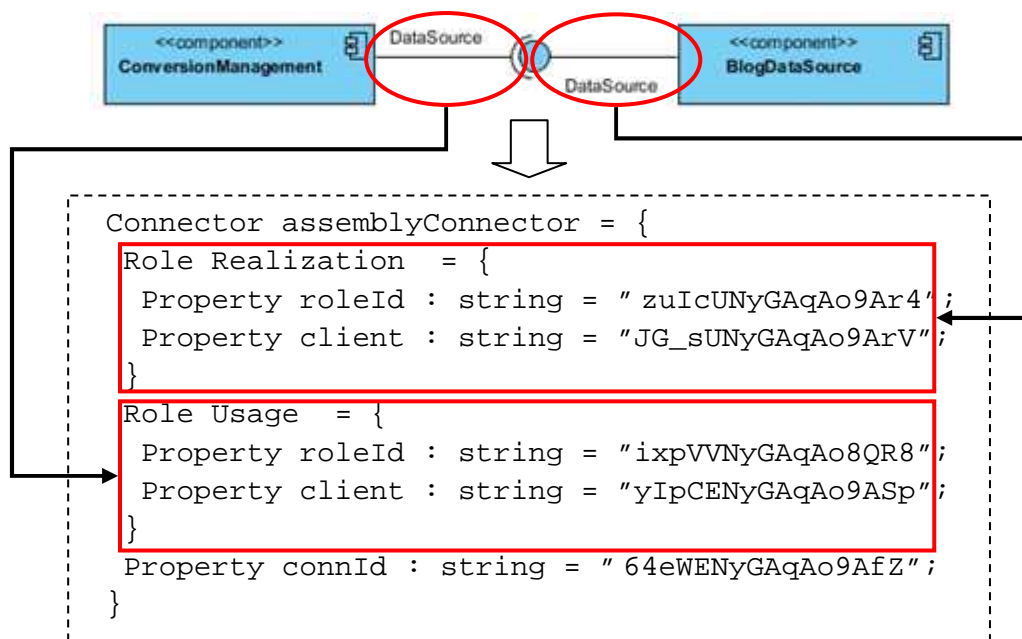 <<component>>
ConversionManagement
DataSource
DataSource
<<component>>
BlogDataSource
Connector assemblyConnector = {
Role Realization = {
Property roleId : string = " zuIcUNyGAqAo9Ar4";
Property client : string = "JG_sUNyGAqAo9ArV";
}
Role Usage = {
Property roleId : string = "ixpVVNyGAqAo8QR8";
Property client : string = "yIpCENyGAqAo9ASp";
}
Property connId : string = " 64eWENyGAqAo9AfZ";
}